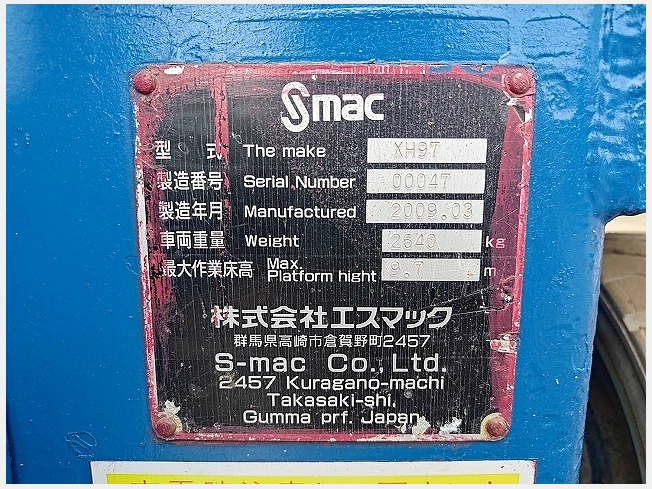 Smac
型 式 The make XH97
製造番号 Serial Number 00047
製造年月 Manufactured 2009.03
車両重量 Weight 2640 kg
最大作業床高 Max. Platform hight 9.7 m
株式会社エスマック
群馬県高崎市倉賀野町2457
S-mac Co.,Ltd.
2457 Kuragano-machi
Takasaki-shi,
Gumma prf. Japan